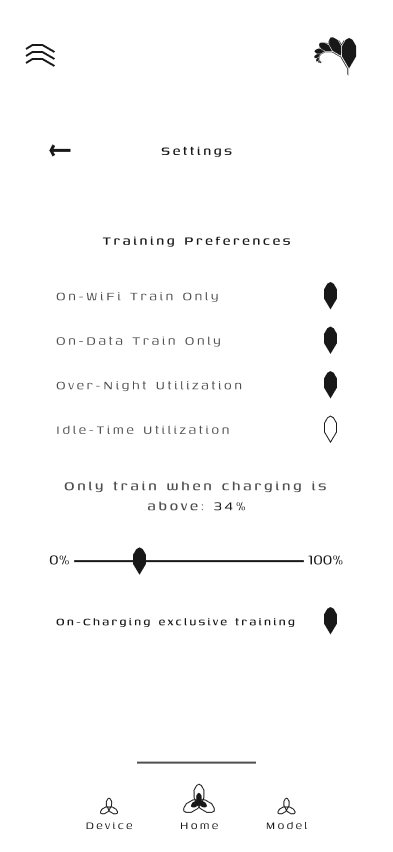 Settings
Training Preferences
On-WiFi Train Only
On-Data Train Only
Over-Night Utilization
Idle-Time Utilization
Only train when charging is
above: 34%
0% 100%
On-Charging exclusive training
Device Home Model